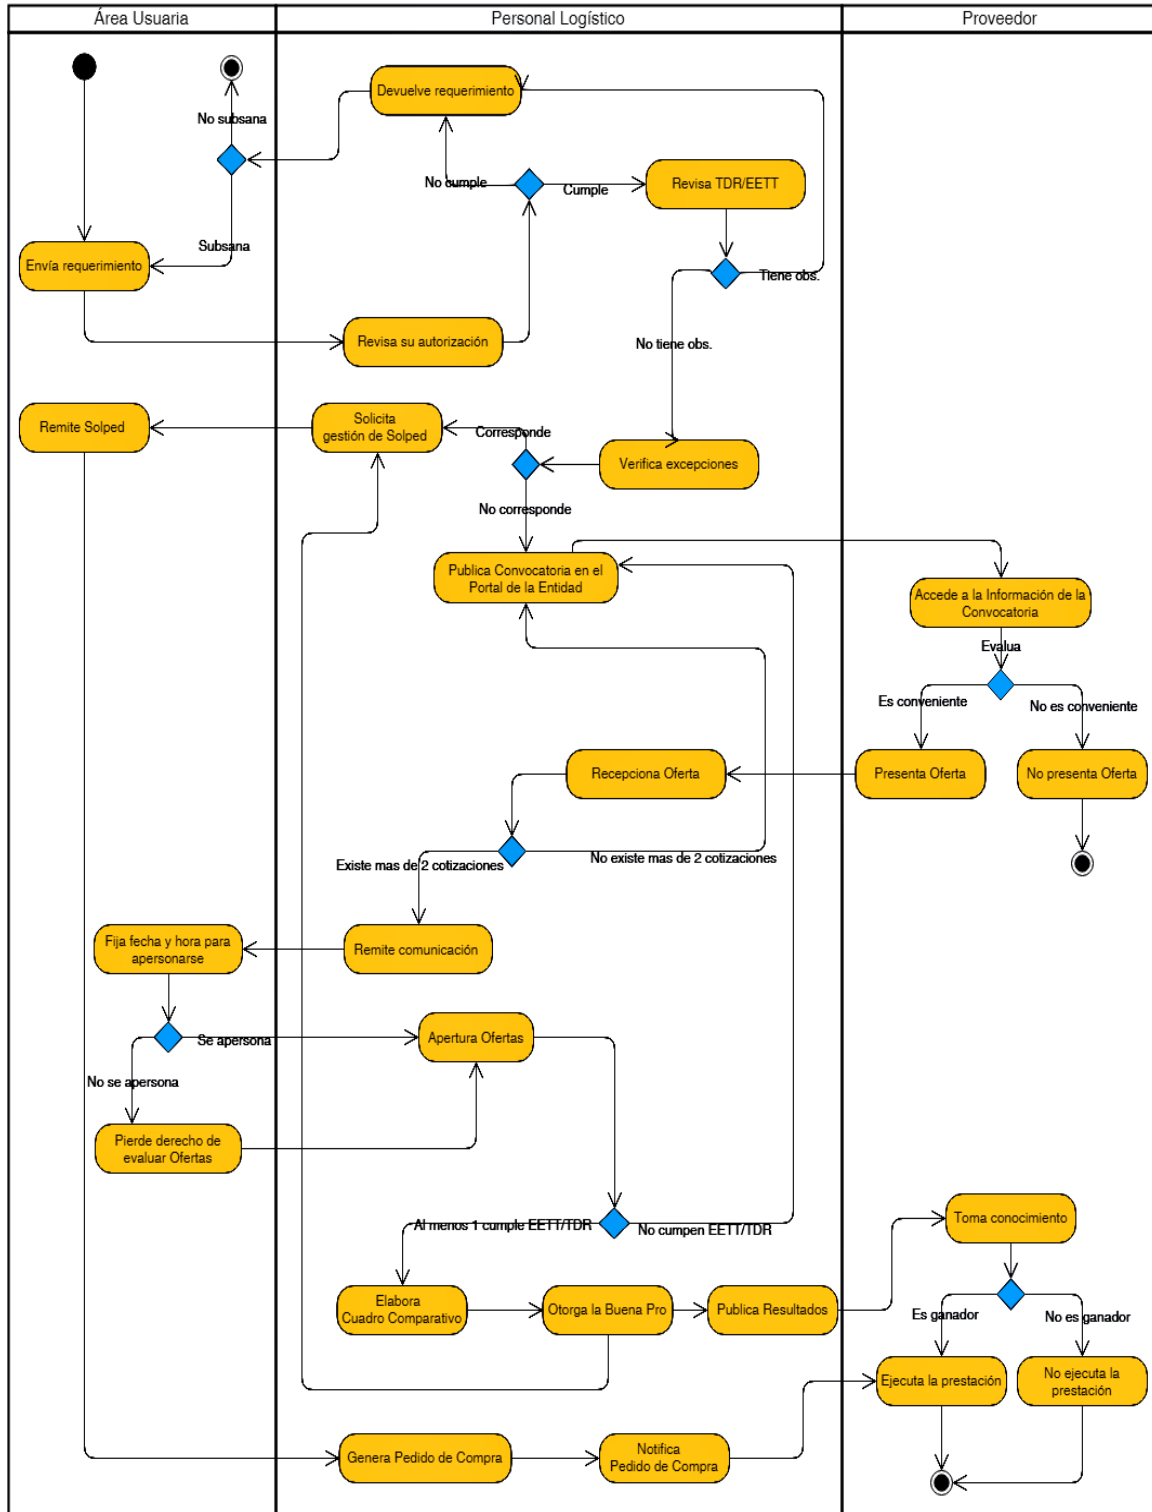 Área Usuaria
Personal Logístico
Proveedor
Devuelve requerimiento
No subsana
No cumple
Cumple
Revisa TDR/EETT
Subsana
Envía requerimiento
Tiene obs.
Revisa su autorización
No tiene obs.
Remite Solped
Solicita
gestión de Solped
Corresponde
Verifica excepciones
No corresponde
Publica Convocatoria en el
Portal de la Entidad
Accede a la Información de la
Convocatoria
Evalua
Es conveniente
No es conveniente
Recepciona Oferta
Presenta Oferta
No presenta Oferta
Existe mas de 2 cotizaciones
No existe mas de 2 cotizaciones
Fija fecha y hora para
apersonarse
Remite comunicación
Se apersona
Apertura Ofertas
No se apersona
Pierde derecho de
evaluar Ofertas
Al menos 1 cumple EETT/TDR
No cumpen EETT/TDR
Toma conocimiento
Elabora
Cuadro Comparativo
Otorga la Buena Pro
Publica Resultados
Es ganador
No es ganador
Ejecuta la prestación
No ejecuta la
prestación
Genera Pedido de Compra
Notifica
Pedido de Compra